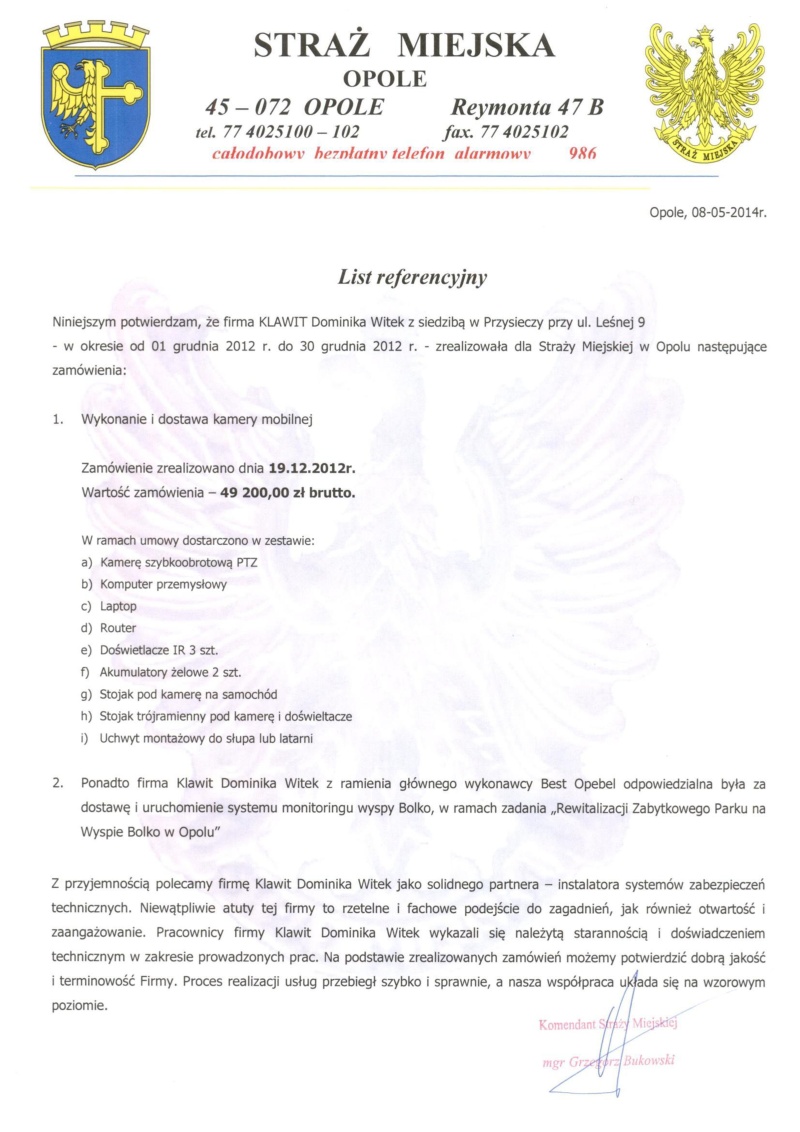 STRAŻ MIEJSKA
OPOLE
45 – 072 OPOLE Reymonta 47 B
tel. 77 4025100 – 102 fax. 77 4025102
całodobowy bezpłatny telefon alarmowy 986
STRAŻ MIEJSKA
Opole, 08-05-2014r.
List referencyjny
Niniejszym potwierdzam, że firma KLAWIT Dominika Witek z siedzibą w Przysieczy przy ul. Leśnej 9
- w okresie od 01 grudnia 2012 r. do 30 grudnia 2012 r. - zrealizowała dla Straży Miejskiej w Opolu następujące
zamówienia:
1. Wykonanie i dostawa kamery mobilnej
Zamówienie zrealizowano dnia 19.12.2012r.
Wartość zamówienia – 49 200,00 zł brutto.
W ramach umowy dostarczono w zestawie:
a) Kamerę szybkoobrotową PTZ
b) Komputer przemysłowy
c) Laptop
d) Router
e) Doświetlacze IR 3 szt.
f) Akumulatory żelowe 2 szt.
g) Stojak pod kamerę na samochód
h) Stojak trójramienny pod kamerę i doświeltacze
i) Uchwyt montażowy do słupa lub latarni
2. Ponadto firma Klawit Dominika Witek z ramienia głównego wykonawcy Best Opebel odpowiedzialna była za
dostawę i uruchomienie systemu monitoringu wyspy Bolko, w ramach zadania „Rewitalizacji Zabytkowego Parku na
Wyspie Bolko w Opolu”
Z przyjemnością polecamy firmę Klawit Dominika Witek jako solidnego partnera – instalatora systemów zabezpieczeń
technicznych. Niewątpliwie atuty tej firmy to rzetelne i fachowe podejście do zagadnień, jak również otwartość i
zaangażowanie. Pracownicy firmy Klawit Dominika Witek wykazali się należytą starannością i doświadczeniem
technicznym w zakresie prowadzonych prac. Na podstawie zrealizowanych zamówień możemy potwierdzić dobrą jakość
i terminowość Firmy. Proces realizacji usług przebiegł szybko i sprawnie, a nasza współpraca układa się na wzorowym
poziomie.
Komendant Straży Miejskiej
mgr Grzegorz Bukowski